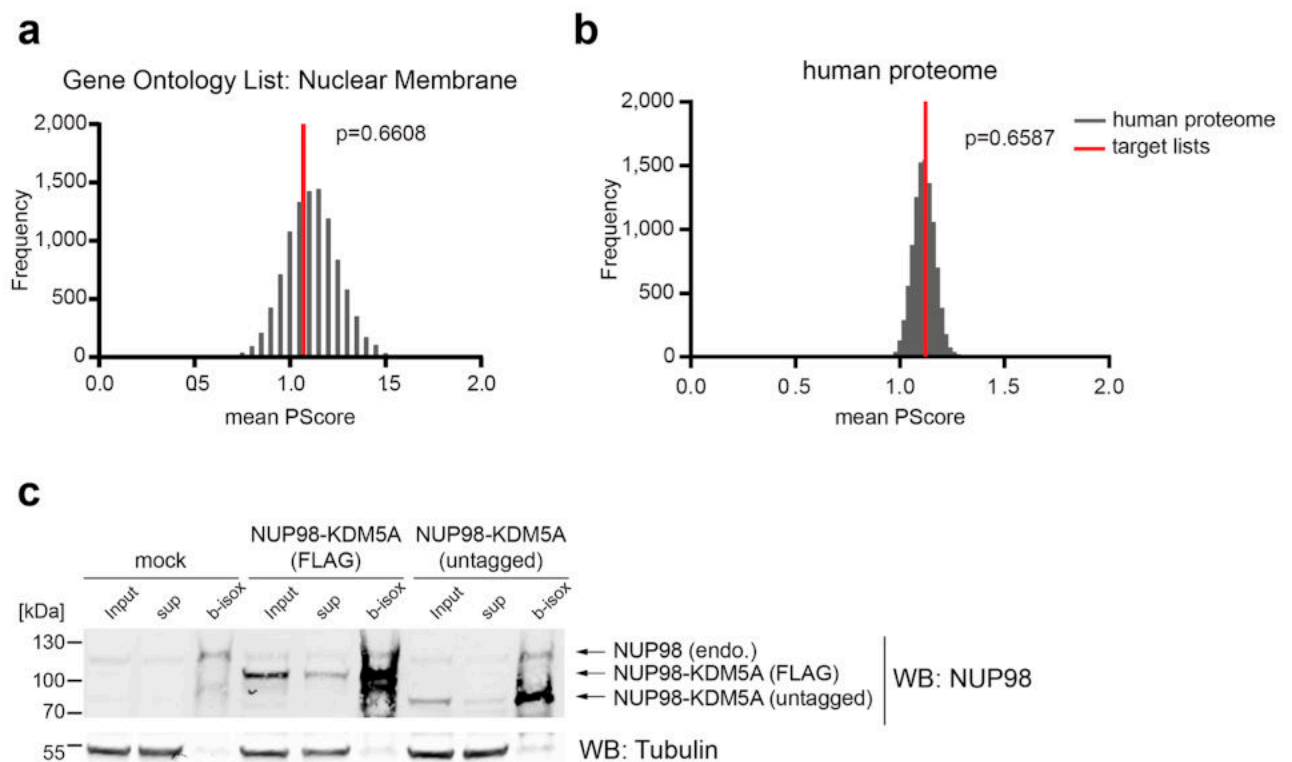 a
Gene Ontology List: Nuclear Membrane
p=0.6608
2,000
1,500
1,000
500
0
Frequency
0.0
05
1.0
15
2.0
mean PScore
b
human proteome
p=0.6587
human proteome
target lists
2,000
1,500
1,000
500
0
Frequency
0.0
0.5
1.0
1.5
2.0
mean PScore
c
mock
NUP98-KDM5A
(FLAG)
NUP98-KDM5A
(untagged)
Input
sup
b-isox
Input
sup
b-isox
Input
sup
b-isox
[kDa]
130
100
70
55
NUP98 (endo.)
NUP98-KDM5A (FLAG)
NUP98-KDM5A (untagged)
WB: NUP98
WB: Tubulin